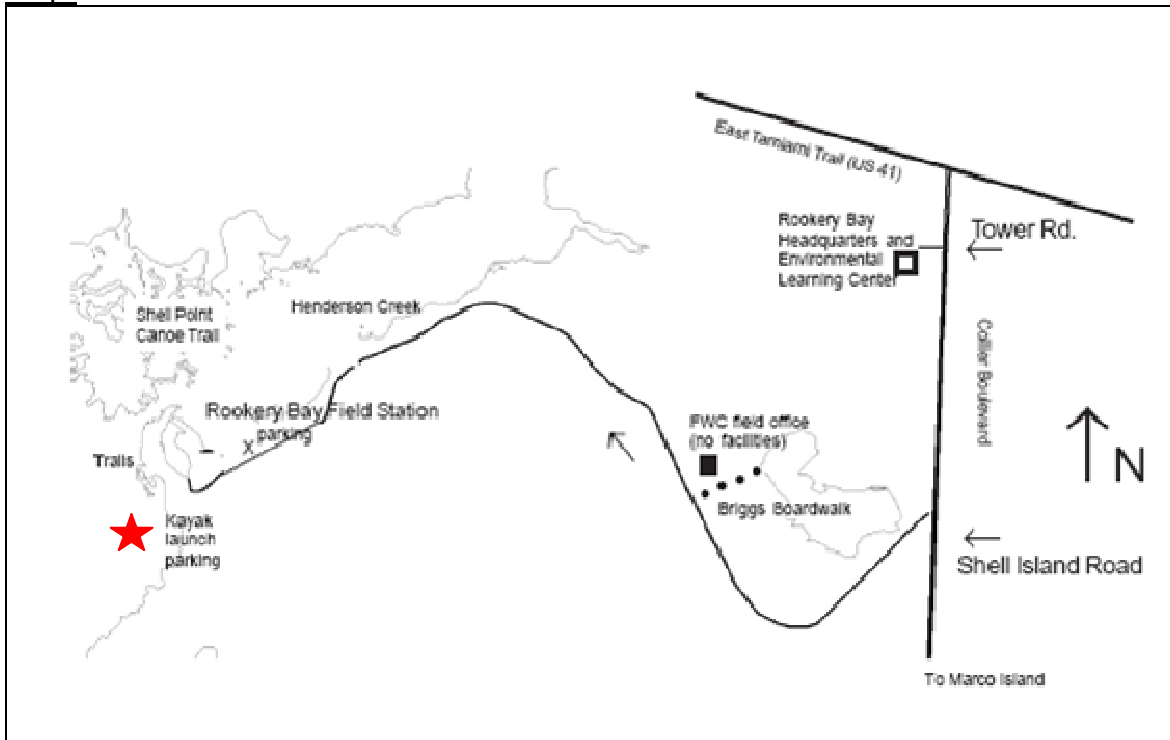 East Tamiami Trail (US-41)
Rookery Bay
Headquarters and
Environmental
Learning Center
Tower Rd.
Henderson Creek
Shell Point
Canoe Trail
Collier Boulevard
Rookery Bay Field Station
parking
X
FWC field office
(no facilities)
N
Trails
Briggs Boardwalk
Kayak
launch
parking
Shell Island Road
To Marco Island